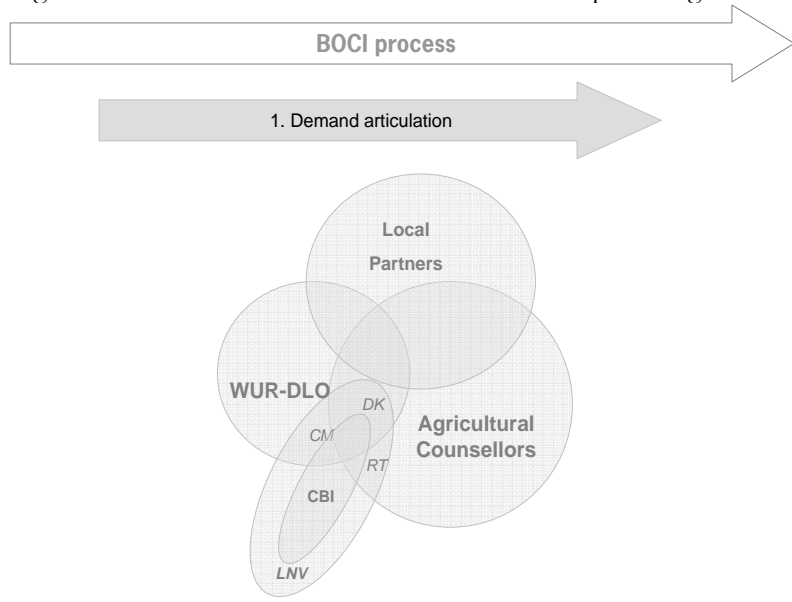 BOCI process
1. Demand articulation
Local
Partners
WUR-DLO
DK
Agricultural
Counsellors
CM
RT
CBI
LNV